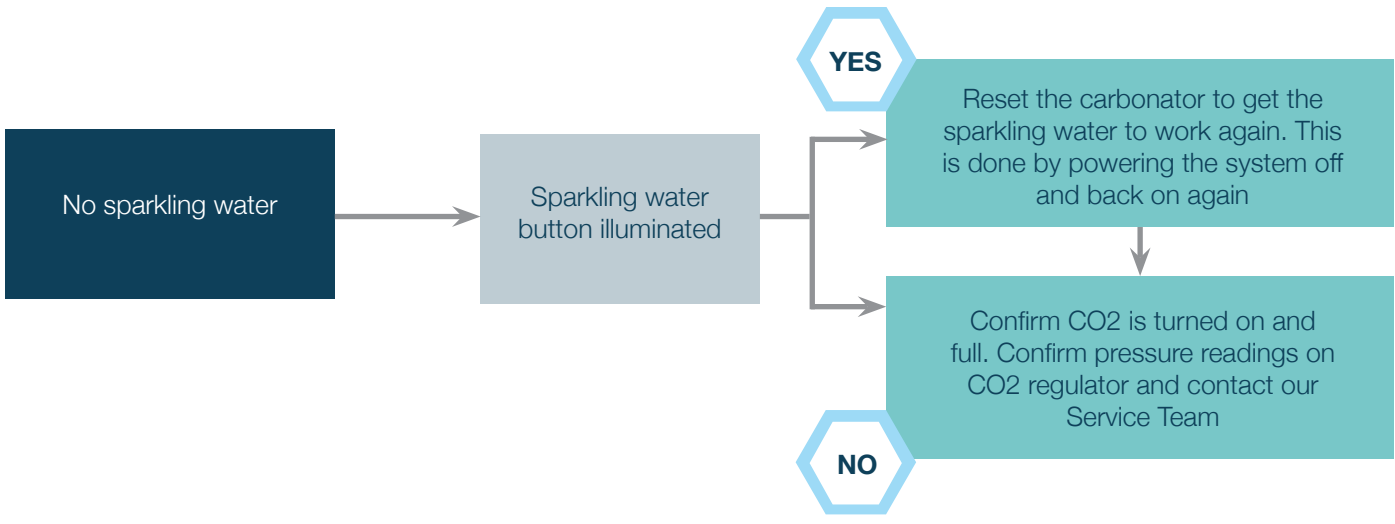 No sparkling water
Sparkling water
button illuminated
YES
Reset the carbonator to get the
sparkling water to work again. This
is done by powering the system off
and back on again
Confirm CO2 is turned on and
full. Confirm pressure readings on
CO2 regulator and contact our
Service Team
NO